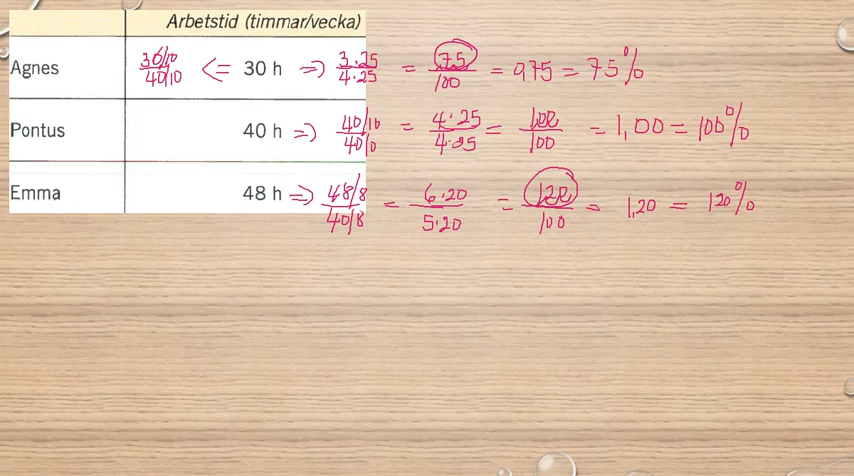 Arbetstid (timmar/vecka)
Agnes 30/10 / 40/10 <= 30 h => 3·25 / 4·25 = 75 / 100 = 0,75 = 75%
Pontus 40 h => 40/10 / 40/10 = 4·25 / 4·25 = 100 / 100 = 1,00 = 100%
Emma 48 h => 48/8 / 40/8 = 6·20 / 5·20 = 120 / 100 = 1,20 = 120%